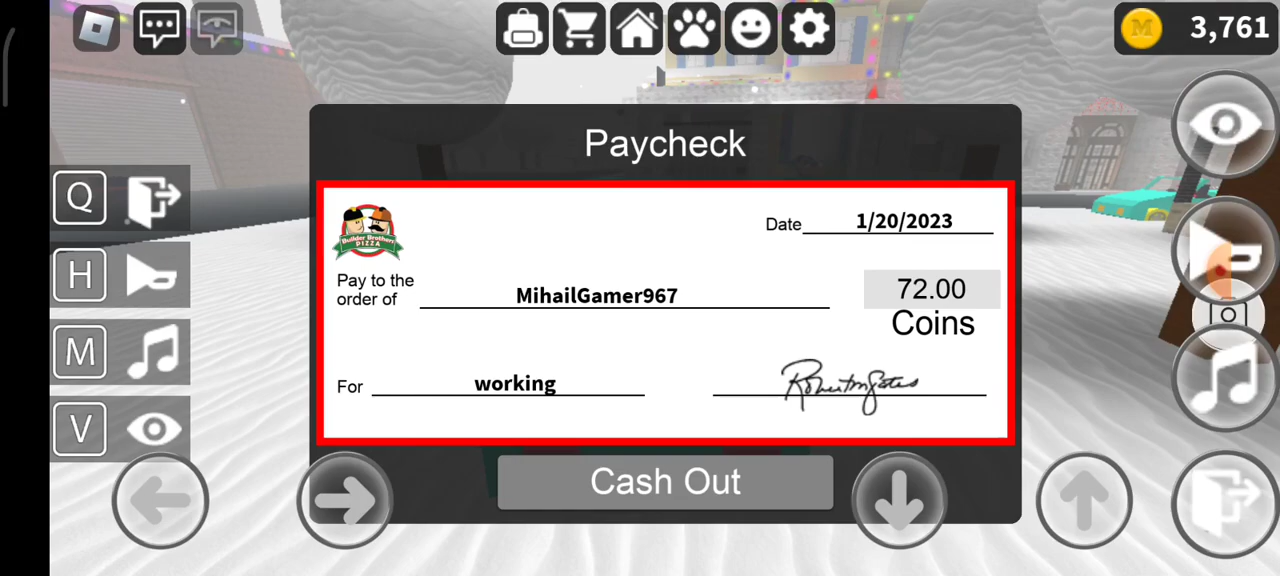 3,761
Paycheck
Builder Brothers
PIZZA
Date 1/20/2023
Pay to the
order of MihailGamer967
72.00
Coins
For working
Cash Out
Q
H
M
V
M